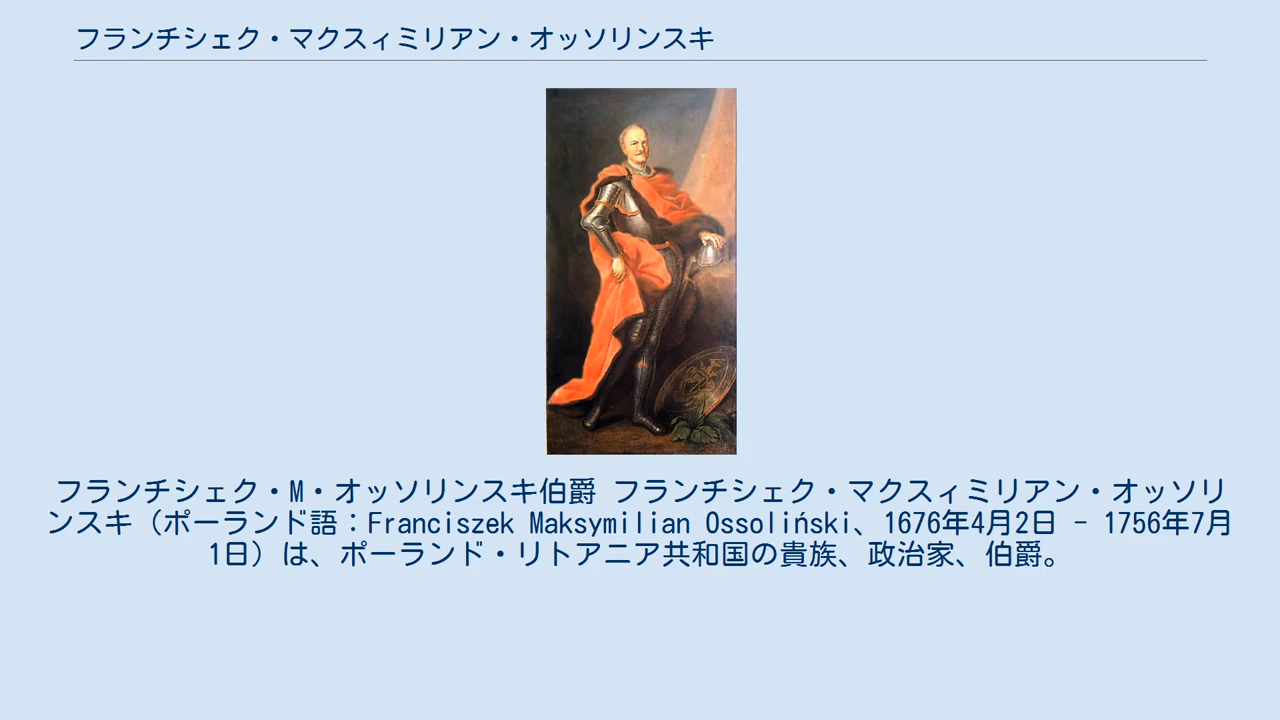 フランチシェク・マクスィミリアン・オッソリンスキ
フランチシェク・M・オッソリンスキ伯爵 フランチシェク・マクスィミリアン・オッソリ
ンスキ（ポーランド語：Franciszek Maksymilian Ossoliński、1676年4月2日 - 1756年7月
1日）は、ポーランド・リトアニア共和国の貴族、政治家、伯爵。